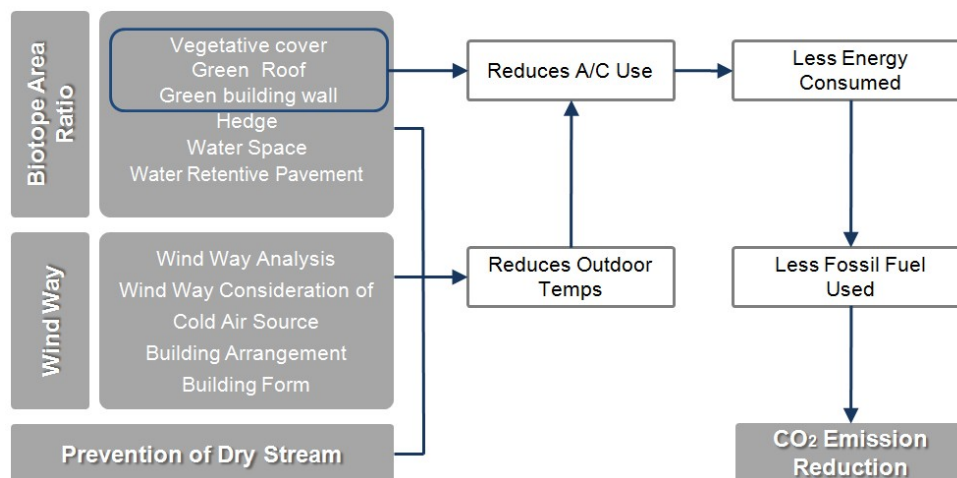 Biotope Area
Ratio
Vegetative cover
Green Roof
Green building wall
Hedge
Water Space
Water Retentive Pavement
Reduces A/C Use
Less Energy
Consumed
Wind Way
Wind Way Analysis
Wind Way Consideration of
Cold Air Source
Building Arrangement
Building Form
Reduces Outdoor
Temps
Less Fossil Fuel
Used
Prevention of Dry Stream
CO₂ Emission
Reduction